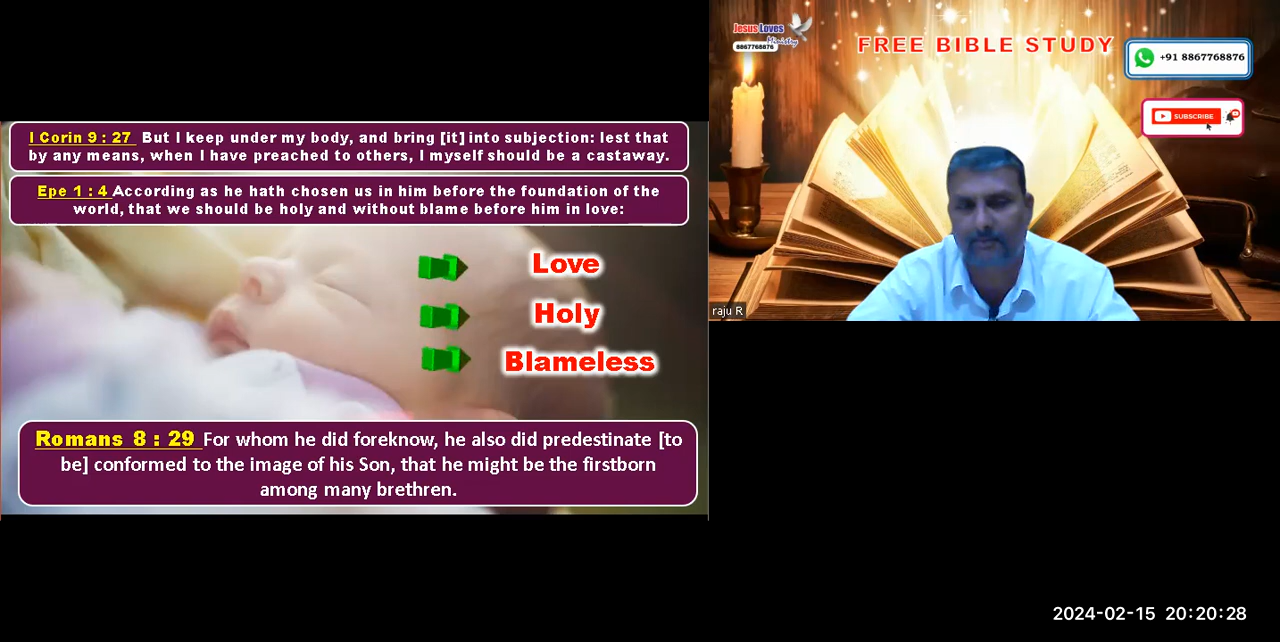 I Corin 9 : 27 But I keep under my body, and bring [it] into subjection: lest that
by any means, when I have preached to others, I myself should be a castaway.
Epe 1 : 4 According as he hath chosen us in him before the foundation of the
world, that we should be holy and without blame before him in love:
Love
Holy
Blameless
Romans 8 : 29 For whom he did foreknow, he also did predestinate [to
be] conformed to the image of his Son, that he might be the firstborn
among many brethren.
Jesus Loves
Ministry
8867768876
FREE BIBLE STUDY
+91 8867768876
SUBSCRIBE
raju R
2024-02-15 20:20:28